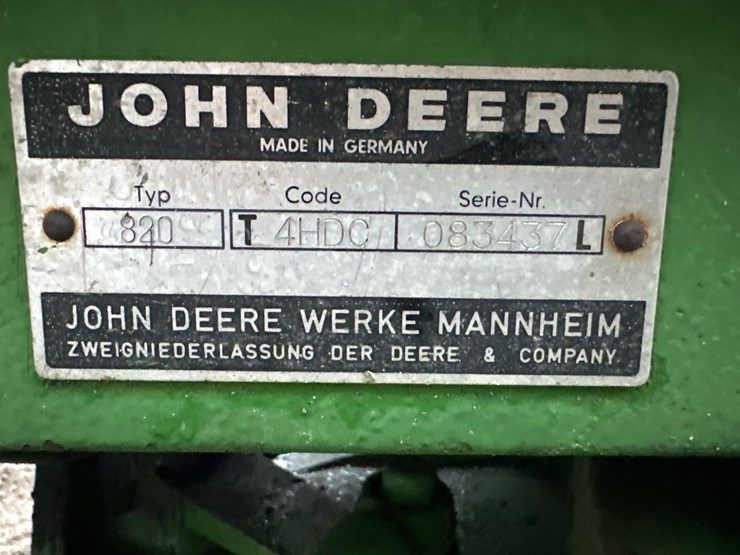 JOHN DEERE
MADE IN GERMANY
Typ Code Serie-Nr.
820 T 4HDC 083437 L
JOHN DEERE WERKE MANNHEIM
ZWEIGNIEDERLASSUNG DER DEERE & COMPANY.